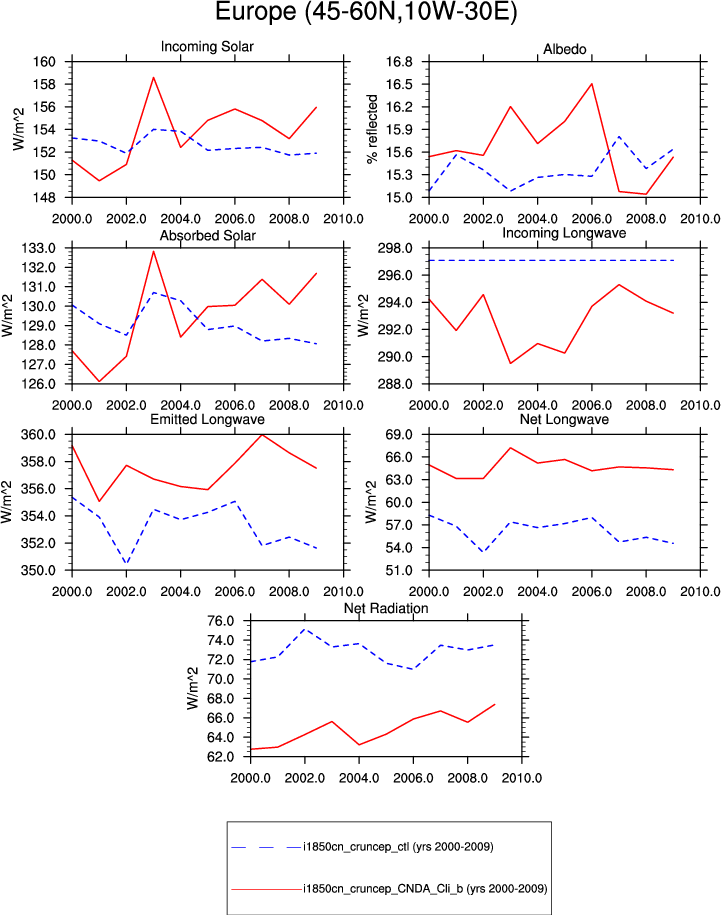 Europe (45-60N,10W-30E)
Incoming Solar
160
158
156
154
152
150
148
W/m^2
2000.0 2002.0 2004.0 2006.0 2008.0 2010.0
Albedo
16.8
16.5
16.2
15.9
15.6
15.3
15.0
% reflected
2000.0 2002.0 2004.0 2006.0 2008.0 2010.0
Absorbed Solar
133.0
132.0
131.0
130.0
129.0
128.0
127.0
126.0
W/m^2
2000.0 2002.0 2004.0 2006.0 2008.0 2010.0
Incoming Longwave
298.0
296.0
294.0
292.0
290.0
288.0
W/m^2
2000.0 2002.0 2004.0 2006.0 2008.0 2010.0
Emitted Longwave
360.0
358.0
356.0
354.0
352.0
350.0
W/m^2
2000.0 2002.0 2004.0 2006.0 2008.0 2010.0
Net Longwave
69.0
66.0
63.0
60.0
57.0
54.0
51.0
W/m^2
2000.0 2002.0 2004.0 2006.0 2008.0 2010.0
Net Radiation
76.0
74.0
72.0
70.0
68.0
66.0
64.0
62.0
W/m^2
2000.0 2002.0 2004.0 2006.0 2008.0 2010.0
i1850cn_cruncep_ctl (yrs 2000-2009)
i1850cn_cruncep_CNDA_Cli_b (yrs 2000-2009)